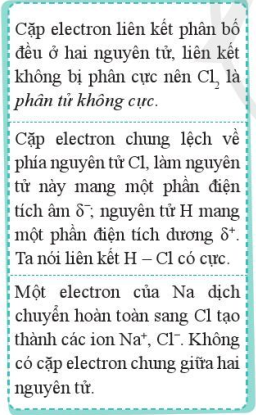 Cặp electron liên kết phân bố
đều ở hai nguyên tử, liên kết
không bị phân cực nên Cl₂ là
phân tử không cực.
Cặp electron chung lệch về
phía nguyên tử Cl, làm nguyên
tử này mang một phần điện
tích âm δ⁻; nguyên tử H mang
một phần điện tích dương δ⁺.
Ta nói liên kết H – Cl có cực.
Một electron của Na dịch
chuyển hoàn toàn sang Cl tạo
thành các ion Na⁺, Cl⁻. Không
có cặp electron chung giữa hai
nguyên tử.